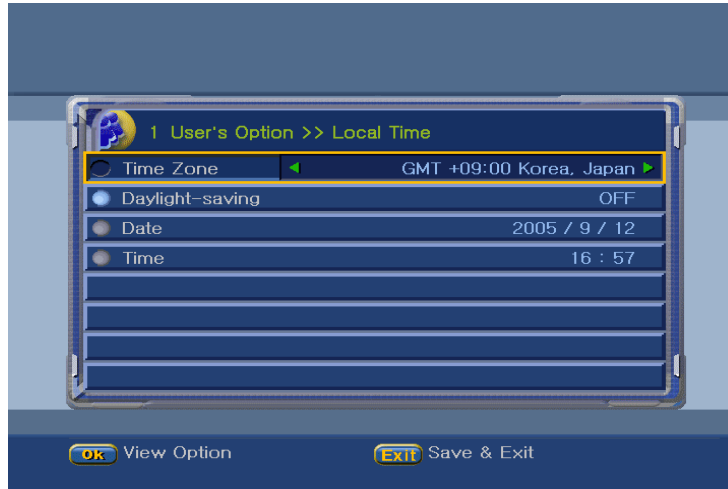 1 User's Option >> Local Time
Time Zone GMT +09:00 Korea, Japan
Daylight-saving OFF
Date 2005 / 9 / 12
Time 16 : 57
OK View Option Exit Save & Exit